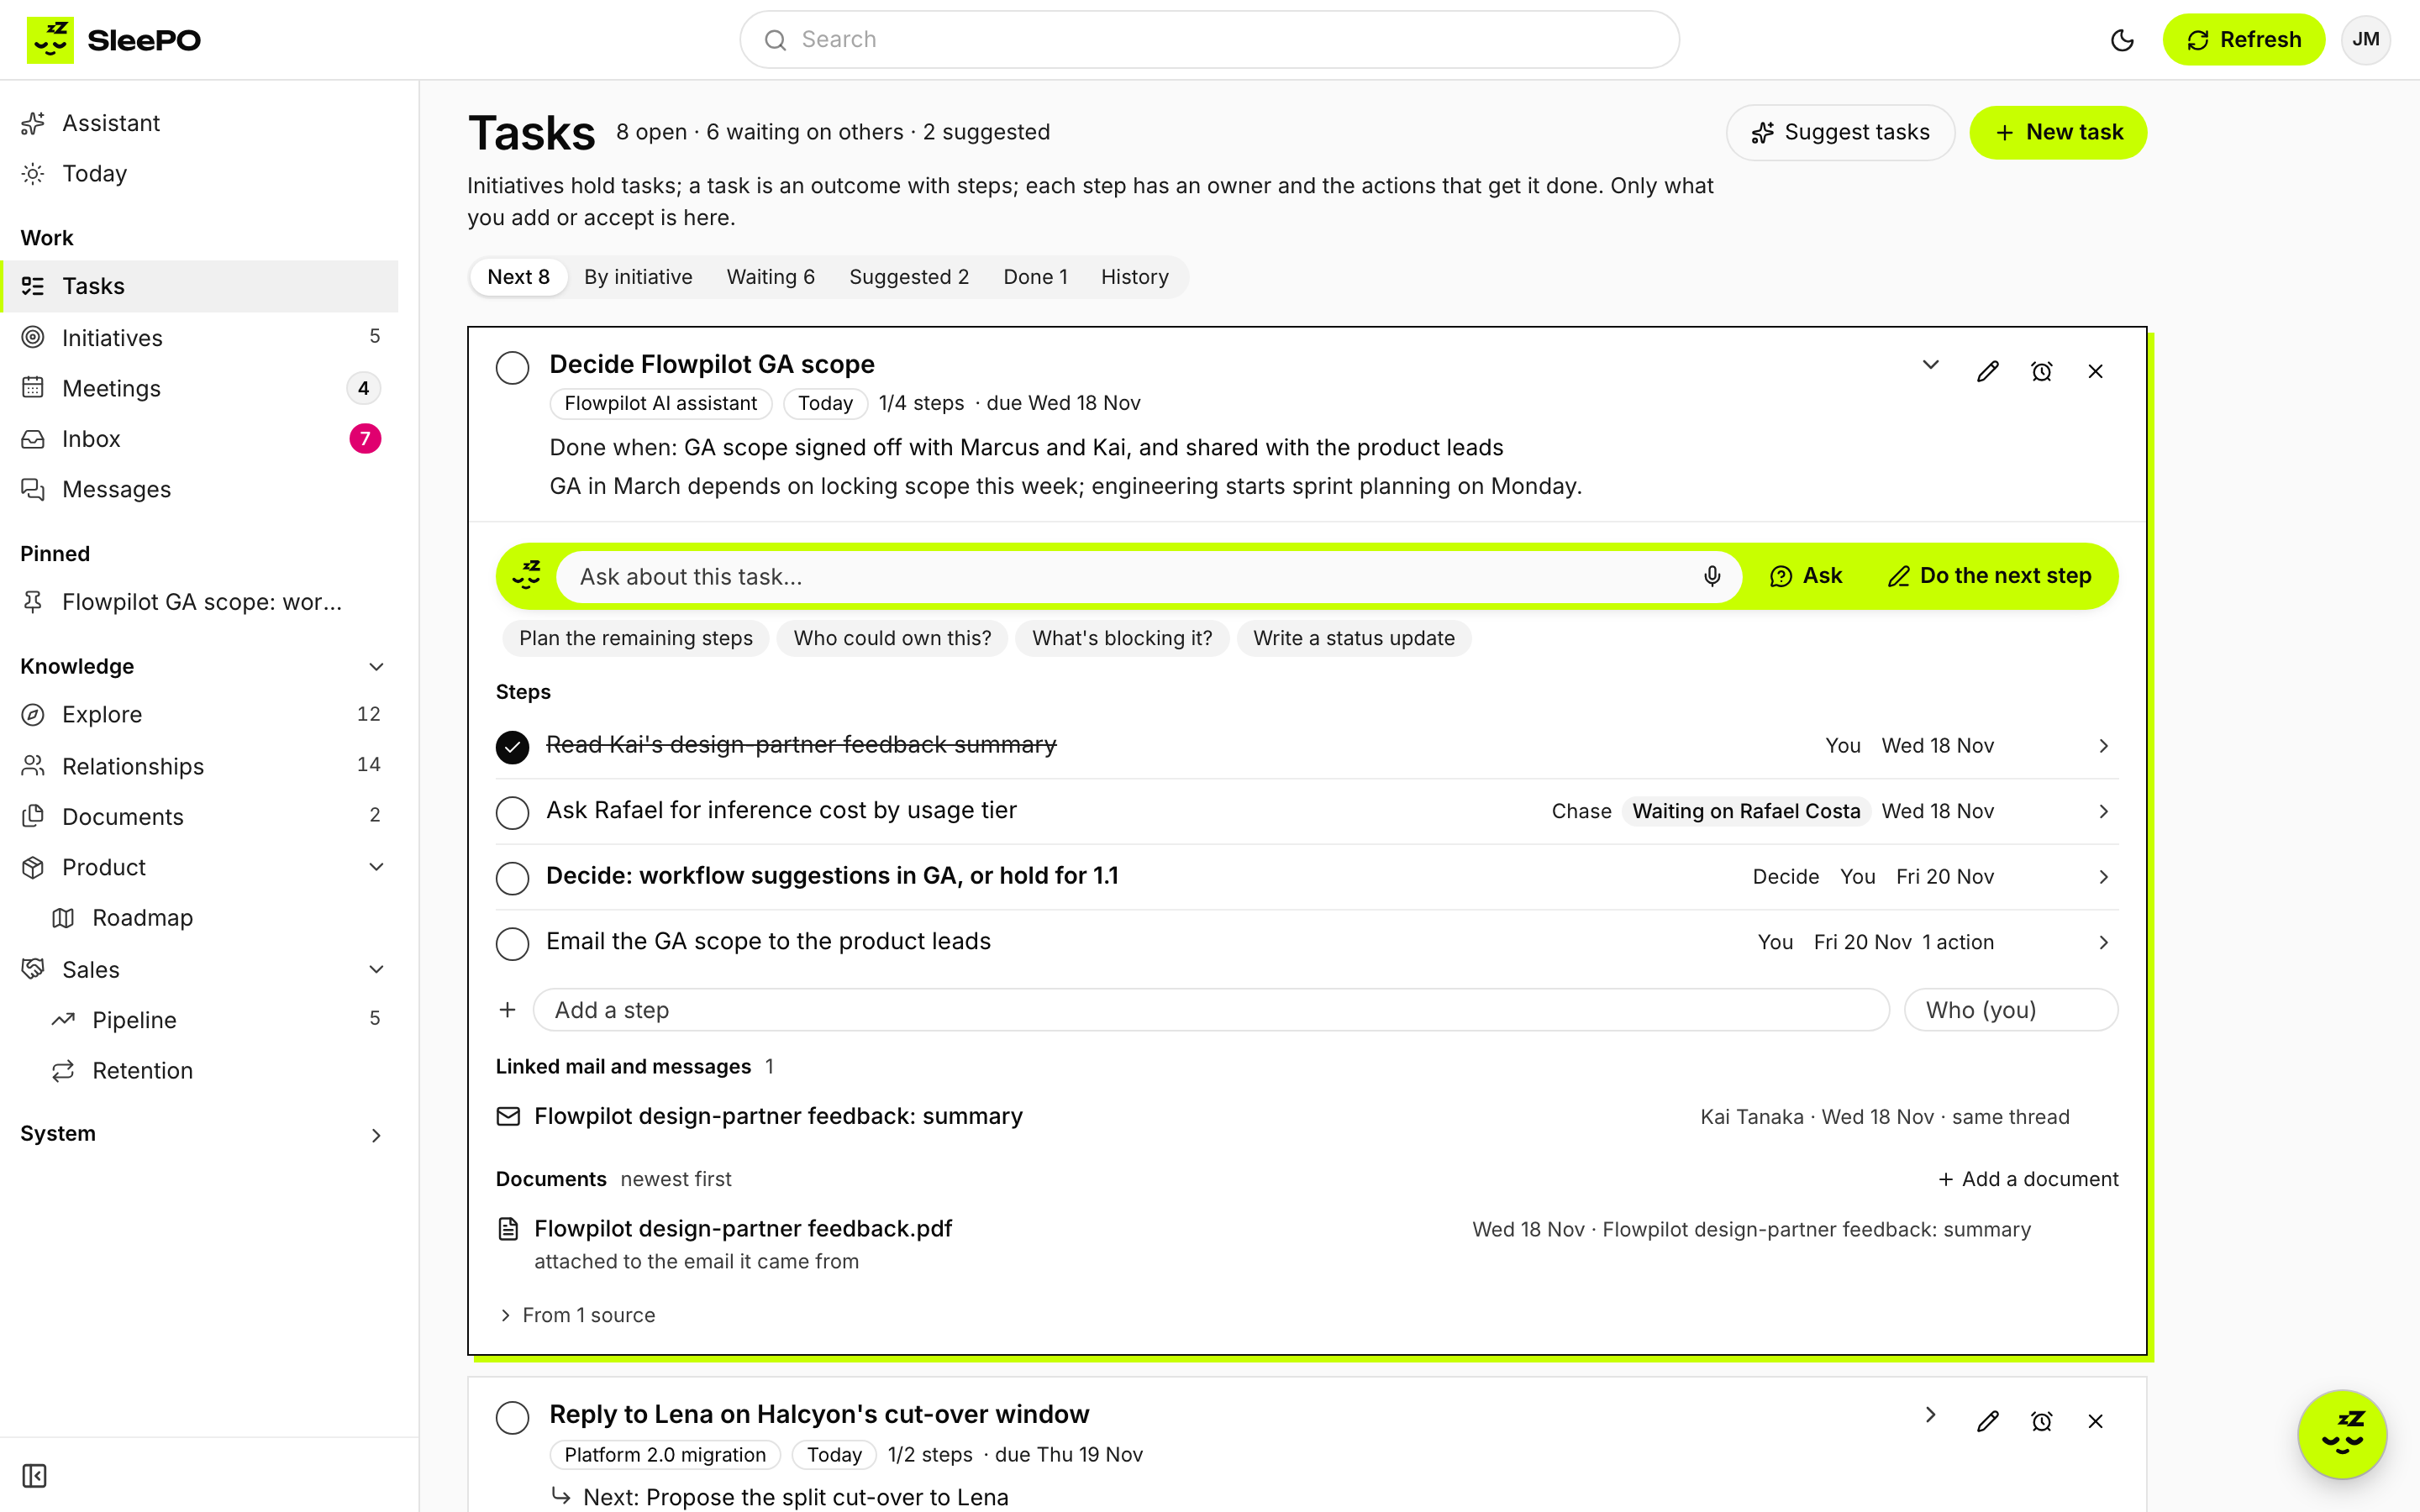 SleePO
Search
Refresh
JM
Assistant
Today
Work
Tasks
Initiatives 5
Meetings 4
Inbox 7
Messages
Pinned
Flowpilot GA scope: wor...
Knowledge
Explore 12
Relationships 14
Documents 2
Product
Roadmap
Sales
Pipeline 5
Retention
System
Tasks 8 open · 6 waiting on others · 2 suggested
Suggest tasks
New task
Initiatives hold tasks; a task is an outcome with steps; each step has an owner and the actions that get it done. Only what
you add or accept is here.
Next 8 By initiative Waiting 6 Suggested 2 Done 1 History
Decide Flowpilot GA scope
Flowpilot AI assistant Today 1/4 steps · due Wed 18 Nov
Done when: GA scope signed off with Marcus and Kai, and shared with the product leads
GA in March depends on locking scope this week; engineering starts sprint planning on Monday.
Ask about this task... Ask Do the next step
Plan the remaining steps Who could own this? What's blocking it? Write a status update
Steps
Read Kai's design-partner feedback summary You Wed 18 Nov
Ask Rafael for inference cost by usage tier Chase Waiting on Rafael Costa Wed 18 Nov
Decide: workflow suggestions in GA, or hold for 1.1 Decide You Fri 20 Nov
Email the GA scope to the product leads You Fri 20 Nov 1 action
Add a step Who (you)
Linked mail and messages 1
Flowpilot design-partner feedback: summary Kai Tanaka · Wed 18 Nov · same thread
Documents newest first + Add a document
Flowpilot design-partner feedback.pdf Wed 18 Nov · Flowpilot design-partner feedback: summary
attached to the email it came from
From 1 source
Reply to Lena on Halcyon's cut-over window
Platform 2.0 migration Today 1/2 steps · due Thu 19 Nov
Next: Propose the split cut-over to Lena